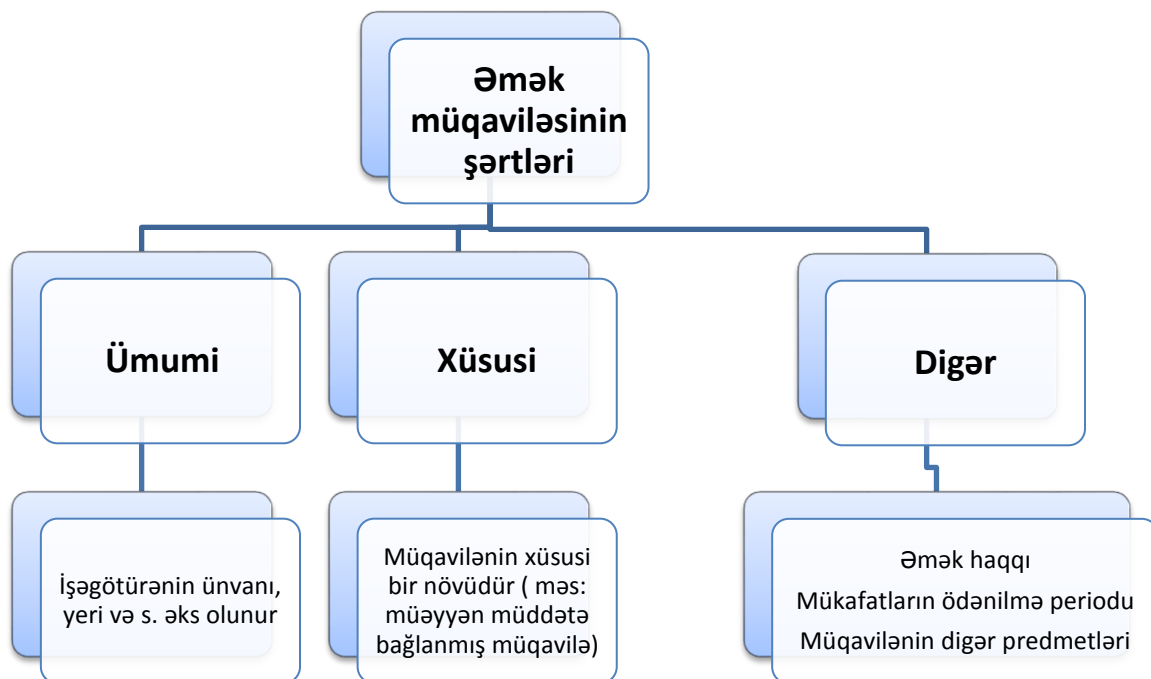 Əmək
müqaviləsinin
şərtləri
Ümumi
Xüsusi
Digər
İşəgötürənin ünvanı,
yeri və s. əks olunur
Müqavilənin xüsusi
bir növüdür ( məs:
müəyyən müddətə
bağlanmış müqavilə)
Əmək haqqı
Mükafatların ödənilmə periodu
Müqavilənin digər predmetləri